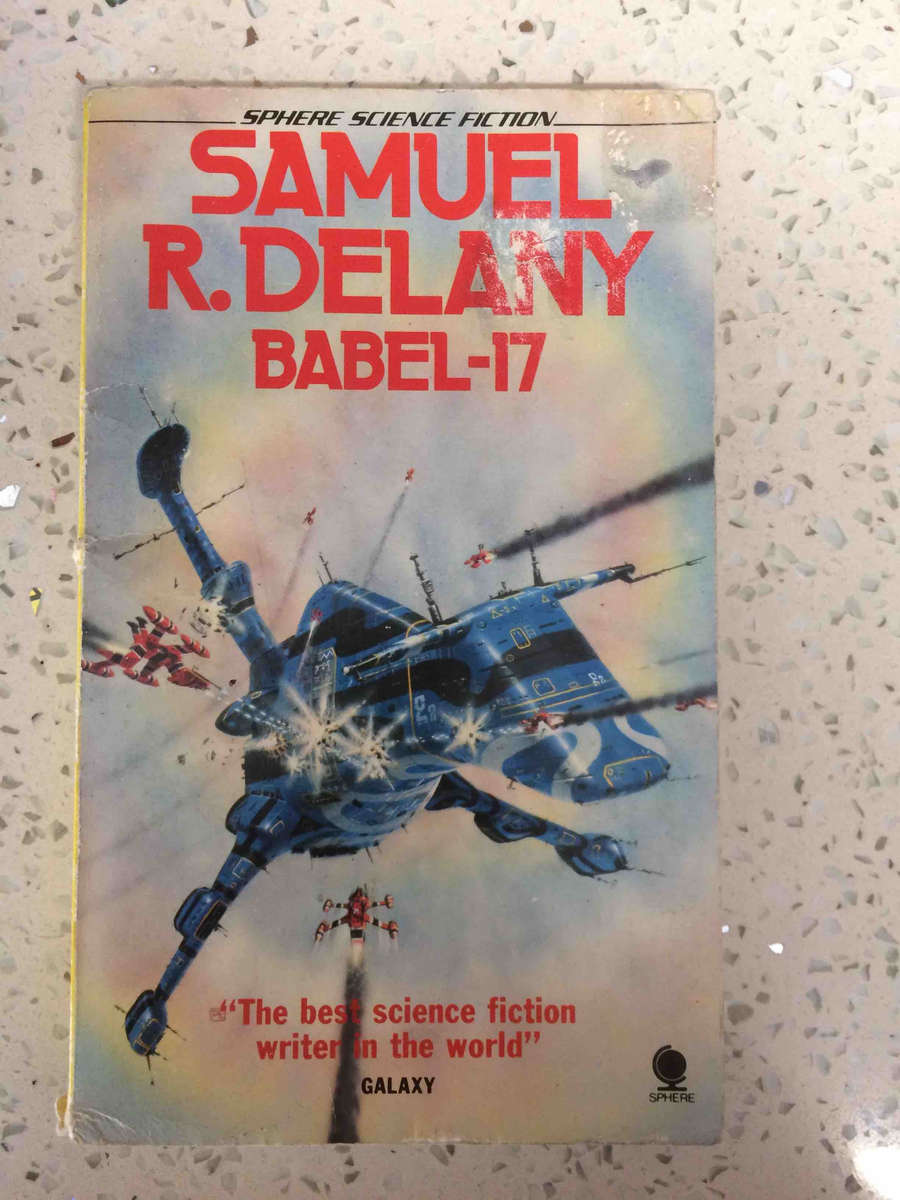 SPHERE SCIENCE FICTION
SAMUEL
R. DELANY
BABEL-17
"The best science fiction
writer in the world"
GALAXY
SPHERE